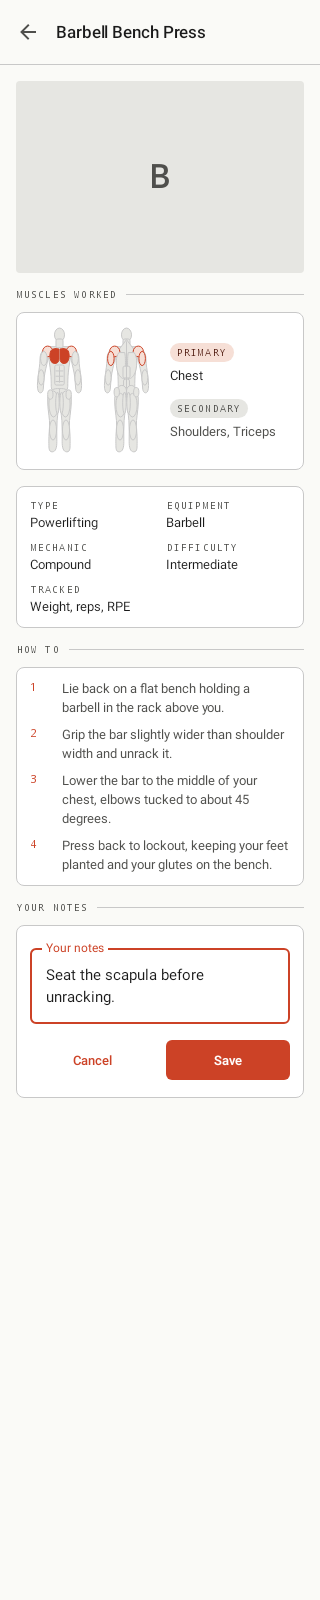 Barbell Bench Press
B
MUSCLES WORKED
PRIMARY
Chest
SECONDARY
Shoulders, Triceps
TYPE
Powerlifting
EQUIPMENT
Barbell
MECHANIC
Compound
DIFFICULTY
Intermediate
TRACKED
Weight, reps, RPE
HOW TO
1 Lie back on a flat bench holding a
barbell in the rack above you.
2 Grip the bar slightly wider than shoulder
width and unrack it.
3 Lower the bar to the middle of your
chest, elbows tucked to about 45
degrees.
4 Press back to lockout, keeping your feet
planted and your glutes on the bench.
YOUR NOTES
Your notes
Seat the scapula before
unracking.
Cancel
Save